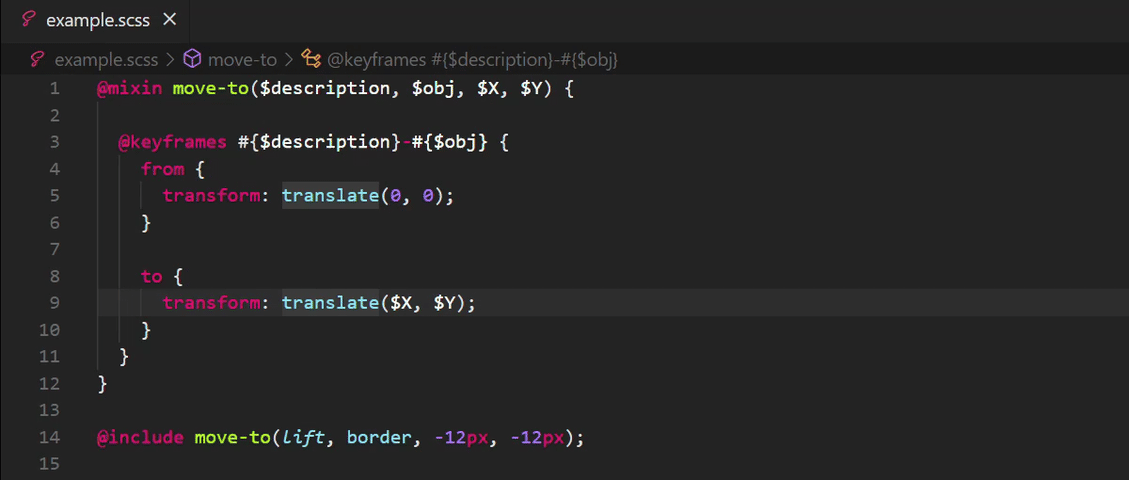 example.scss
example.scss > move-to > @keyframes #{$description}-#{$obj}
1 @mixin move-to($description, $obj, $X, $Y) {
2
3 @keyframes #{$description}-#{$obj} {
4 from {
5 transform: translate(0, 0);
6 }
7
8 to {
9 transform: translate($X, $Y);
10 }
11 }
12 }
13
14 @include move-to(lift, border, -12px, -12px);
15